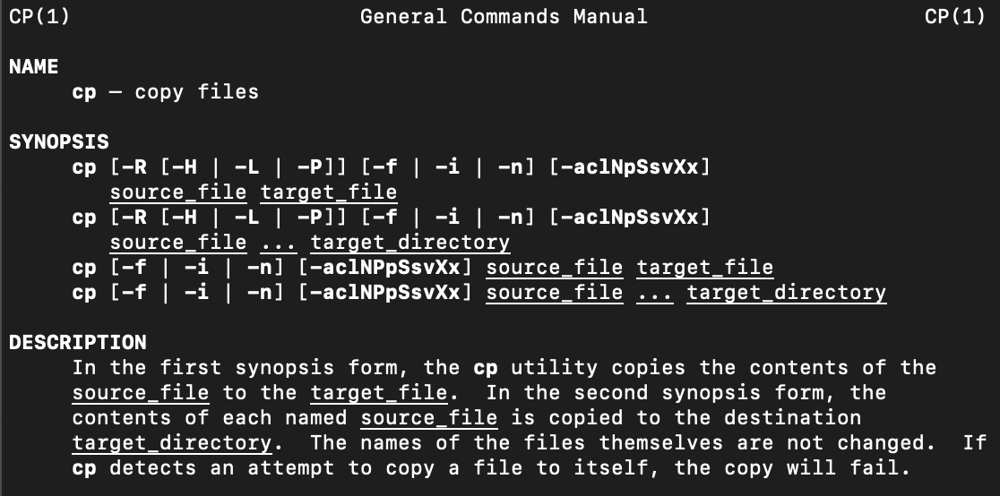 CP(1) General Commands Manual CP(1)
NAME
cp — copy files
SYNOPSIS
cp [-R [-H | -L | -P]] [-f | -i | -n] [-aclNpSsvXx]
source_file target_file
cp [-R [-H | -L | -P]] [-f | -i | -n] [-aclNpSsvXx]
source_file ... target_directory
cp [-f | -i | -n] [-aclNPpSsvXx] source_file target_file
cp [-f | -i | -n] [-aclNPpSsvXx] source_file ... target_directory
DESCRIPTION
In the first synopsis form, the cp utility copies the contents of the
source_file to the target_file.  In the second synopsis form, the
contents of each named source_file is copied to the destination
target_directory.  The names of the files themselves are not changed.  If
cp detects an attempt to copy a file to itself, the copy will fail.